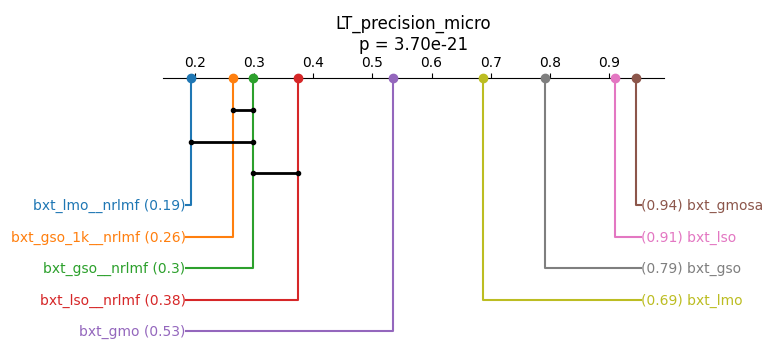 LT_precision_micro
p = 3.70e-21
0.2 0.3 0.4 0.5 0.6 0.7 0.8 0.9
bxt_lmo__nrlmf (0.19) (0.94) bxt_gmosa
bxt_gso_1k__nrlmf (0.26) (0.91) bxt_lso
bxt_gso__nrlmf (0.3) (0.79) bxt_gso
bxt_lso__nrlmf (0.38) (0.69) bxt_lmo
bxt_gmo (0.53)